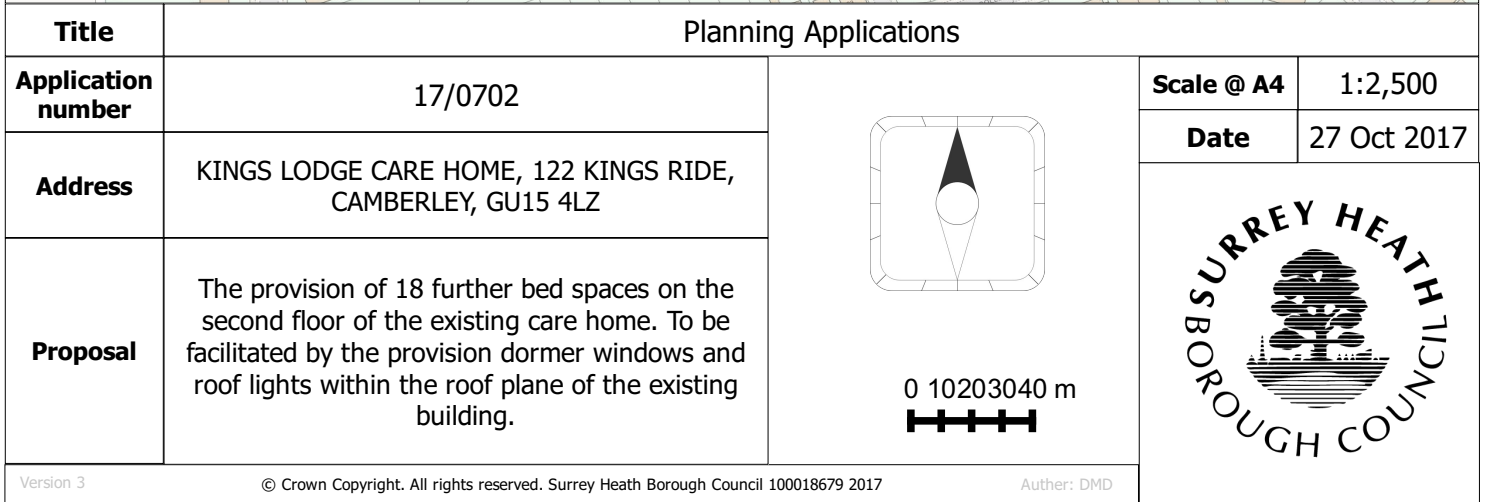 Title
Planning Applications
Application
number
17/0702
Scale @ A4
1:2,500
Date
27 Oct 2017
Address
KINGS LODGE CARE HOME, 122 KINGS RIDE,
CAMBERLEY, GU15 4LZ
Proposal
The provision of 18 further bed spaces on the
second floor of the existing care home. To be
facilitated by the provision dormer windows and
roof lights within the roof plane of the existing
building.
0 10203040 m
SURREY HEATH
BOROUGH COUNCIL
Version 3
© Crown Copyright. All rights reserved. Surrey Heath Borough Council 100018679 2017
Auther: DMD